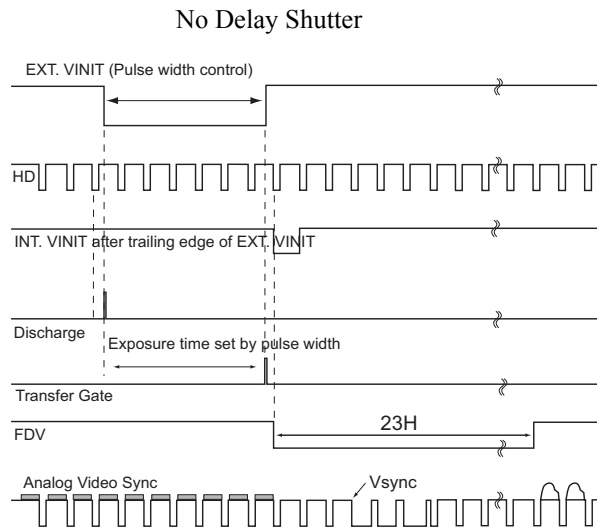 No Delay Shutter
EXT. VINIT (Pulse width control)
HD
INT. VINIT after trailing edge of EXT. VINIT
Discharge
Exposure time set by pulse width
Transfer Gate
FDV
23H
Analog Video Sync
Vsync